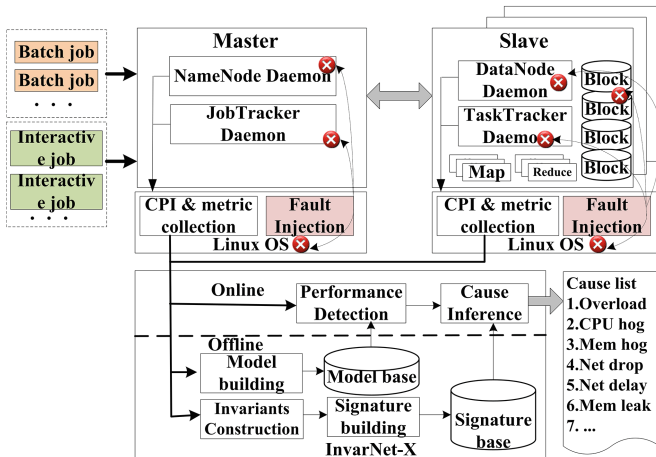 Batch job
Batch job
. . .
Interactiv
e job
Interactiv
e job
. . .
Master
NameNode Daemon
JobTracker
Daemon
CPI & metric
collection
Fault
Injection
Linux OS
Slave
DataNode
Daemon
TaskTracker
Daemo
Map
Reduce
Block
Block
Block
Block
CPI & metric
collection
Fault
Injection
Linux OS
Online
Performance
Detection
Cause
Inference
Offline
Model
building
Model base
Invariants
Construction
Signature
building
Signature
base
InvarNet-X
Cause list
1.Overload
2.CPU hog
3.Mem hog
4.Net drop
5.Net delay
6.Mem leak
7. ...